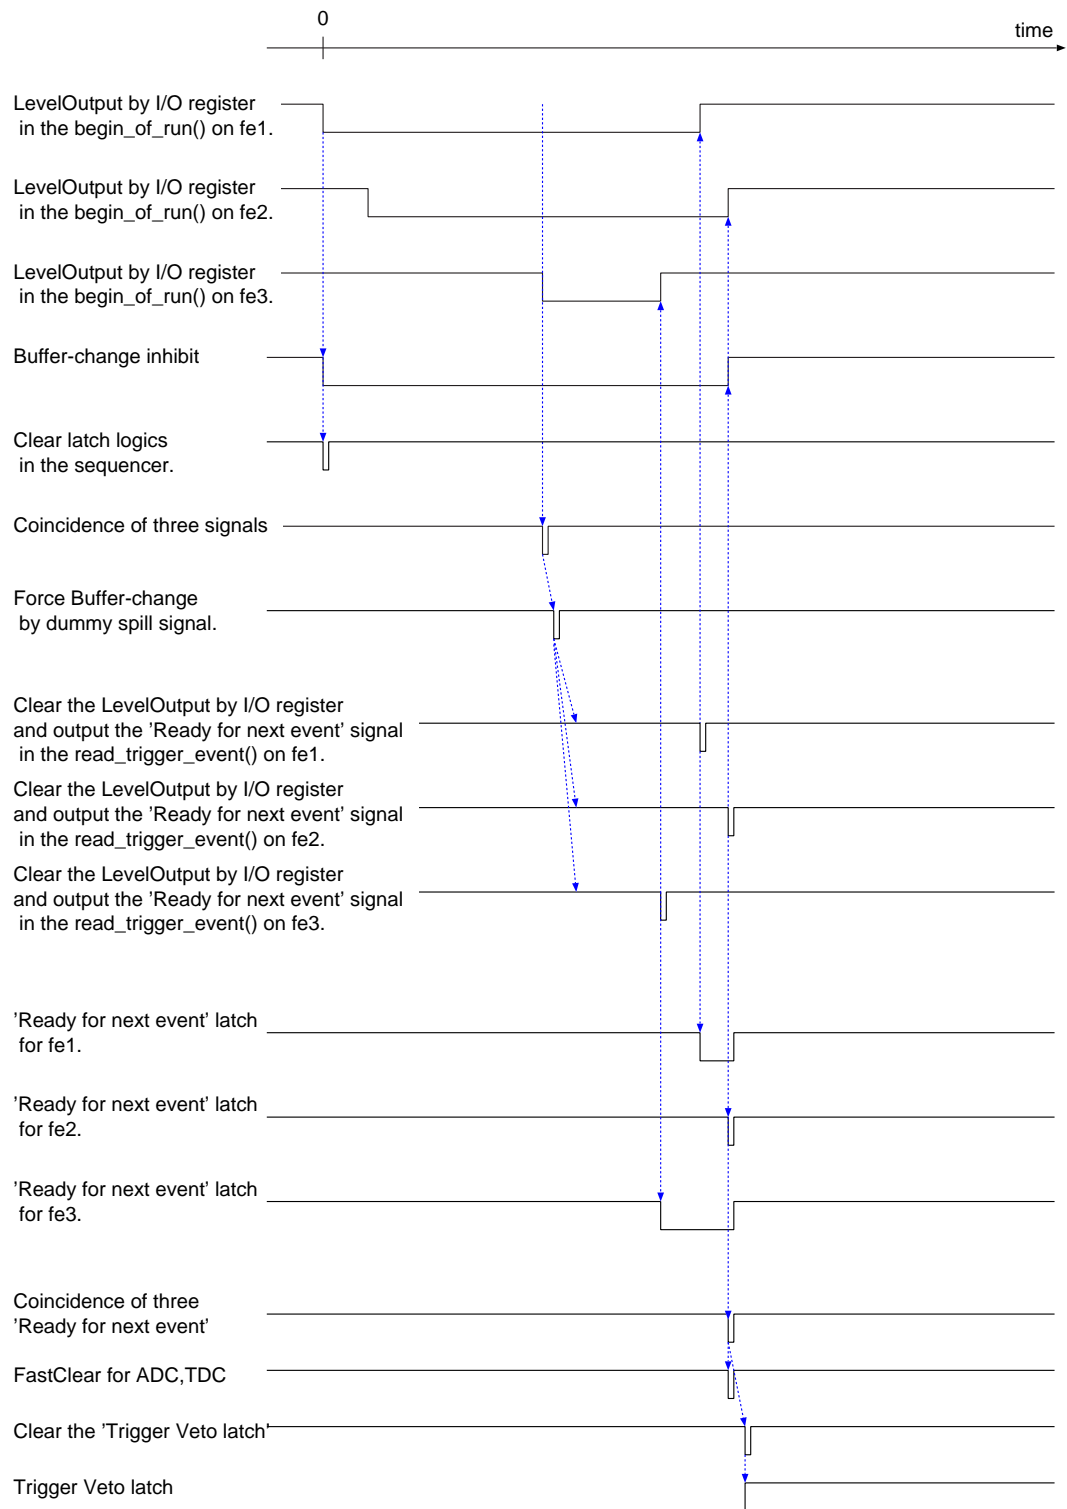 0
time
LevelOutput by I/O register
in the begin_of_run() on fe1.
LevelOutput by I/O register
in the begin_of_run() on fe2.
LevelOutput by I/O register
in the begin_of_run() on fe3.
Buffer-change inhibit
Clear latch logics
in the sequencer.
Coincidence of three signals
Force Buffer-change
by dummy spill signal.
Clear the LevelOutput by I/O register
and output the ’Ready for next event’ signal
in the read_trigger_event() on fe1.
Clear the LevelOutput by I/O register
and output the ’Ready for next event’ signal
in the read_trigger_event() on fe2.
Clear the LevelOutput by I/O register
and output the ’Ready for next event’ signal
in the read_trigger_event() on fe3.
’Ready for next event’ latch
for fe1.
’Ready for next event’ latch
for fe2.
’Ready for next event’ latch
for fe3.
Coincidence of three
’Ready for next event’
FastClear for ADC,TDC
Clear the ’Trigger Veto latch’
Trigger Veto latch